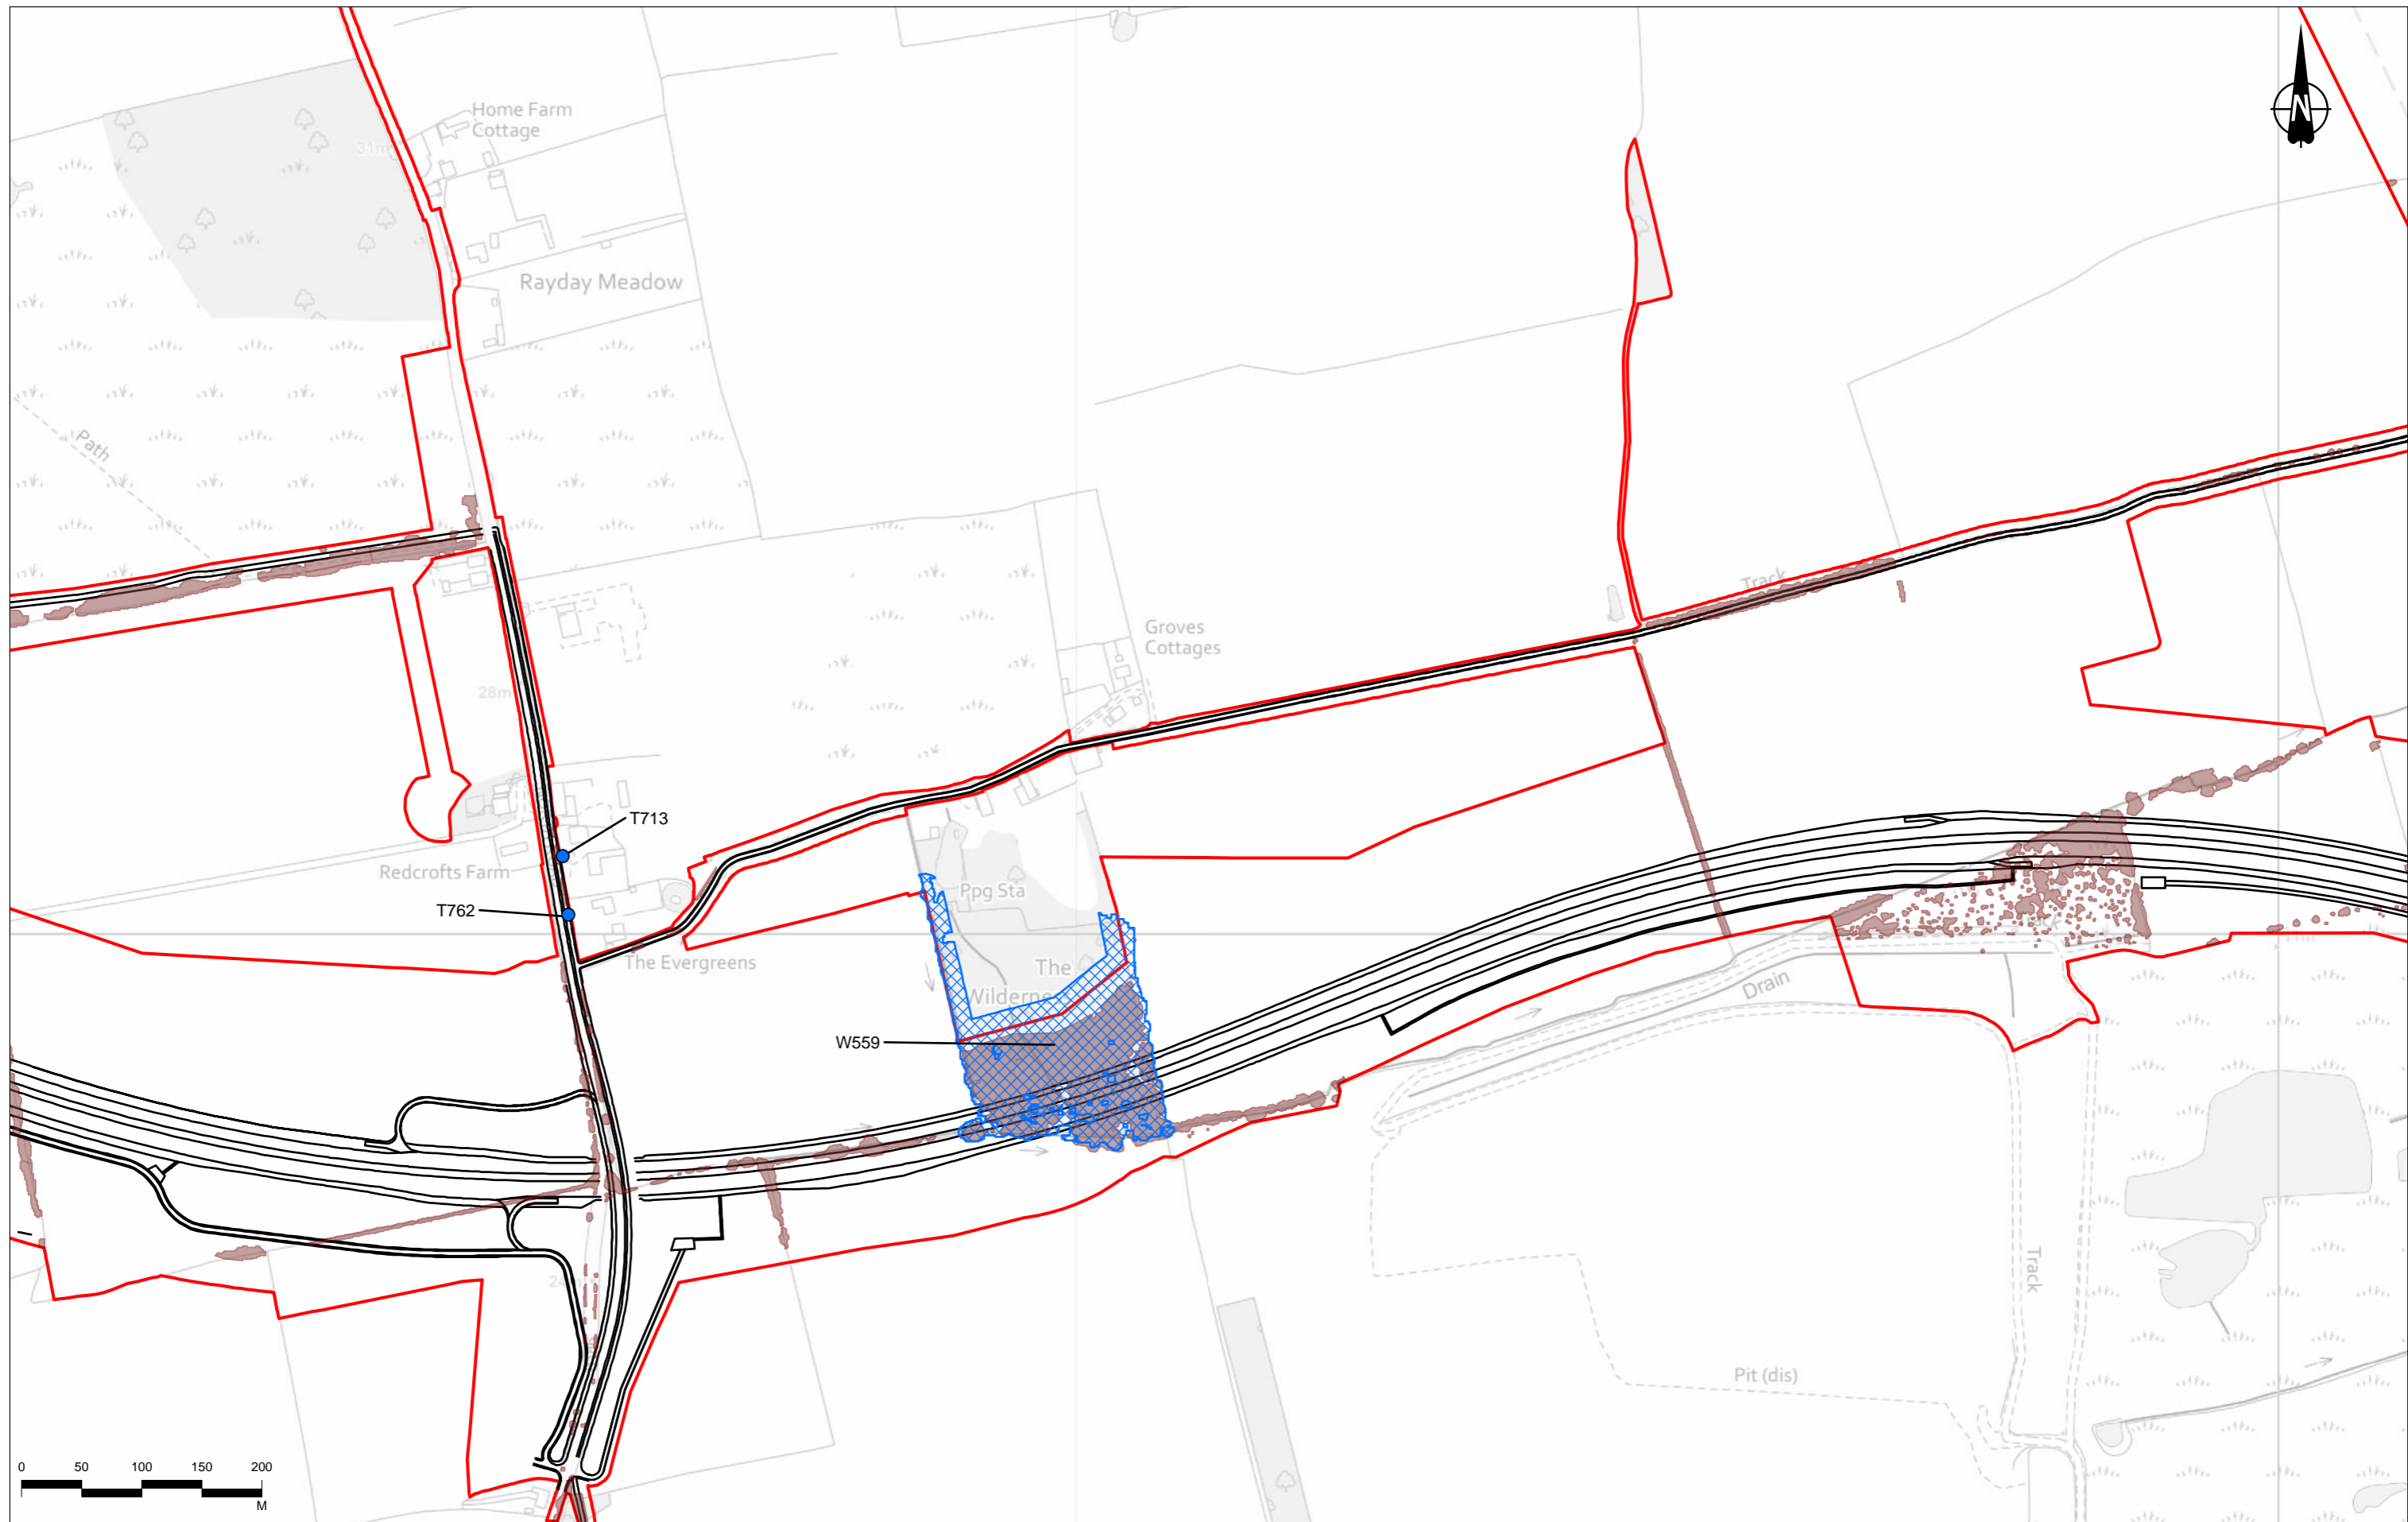 N
Home Farm
Cottage
31m
Rayday Meadow
Path
Track
Groves
Cottages
28m
T713
Redcrofts Farm
T762
Ppg Sta
The Evergreens
The
Wilderne
Drain
W559
Track
Pit (dis)
0 50 100 150 200
M